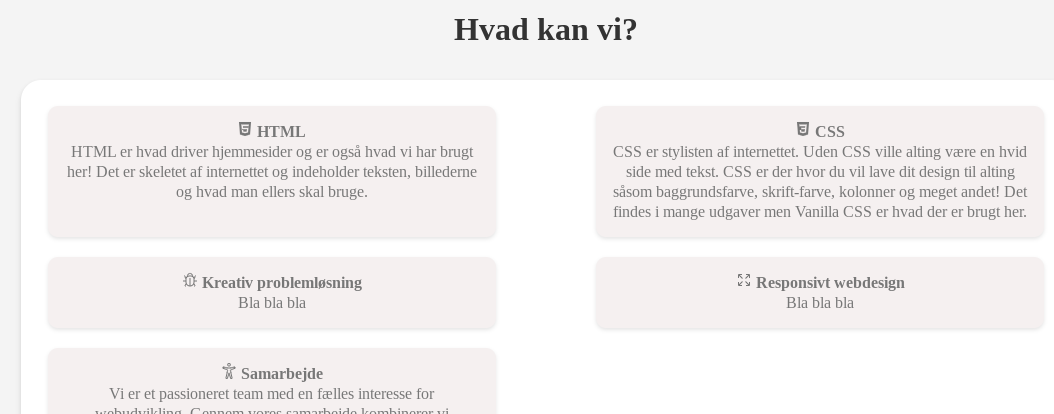 Hvad kan vi?
HTML
HTML er hvad driver hjemmesider og er også hvad vi har brugt
her! Det er skeletet af internettet og indeholder teksten, billederne
og hvad man ellers skal bruge.
CSS
CSS er stylisten af internettet. Uden CSS ville alting være en hvid
side med tekst. CSS er der hvor du vil lave dit design til alting
såsom baggrundsfarve, skrift-farve, kolonner og meget andet! Det
findes i mange udgaver men Vanilla CSS er hvad der er brugt her.
Kreativ problemløsning
Bla bla bla
Responsivt webdesign
Bla bla bla
Samarbejde
Vi er et passioneret team med en fælles interesse for
webudvikling. Gennem vores samarbejde kombinerer vi